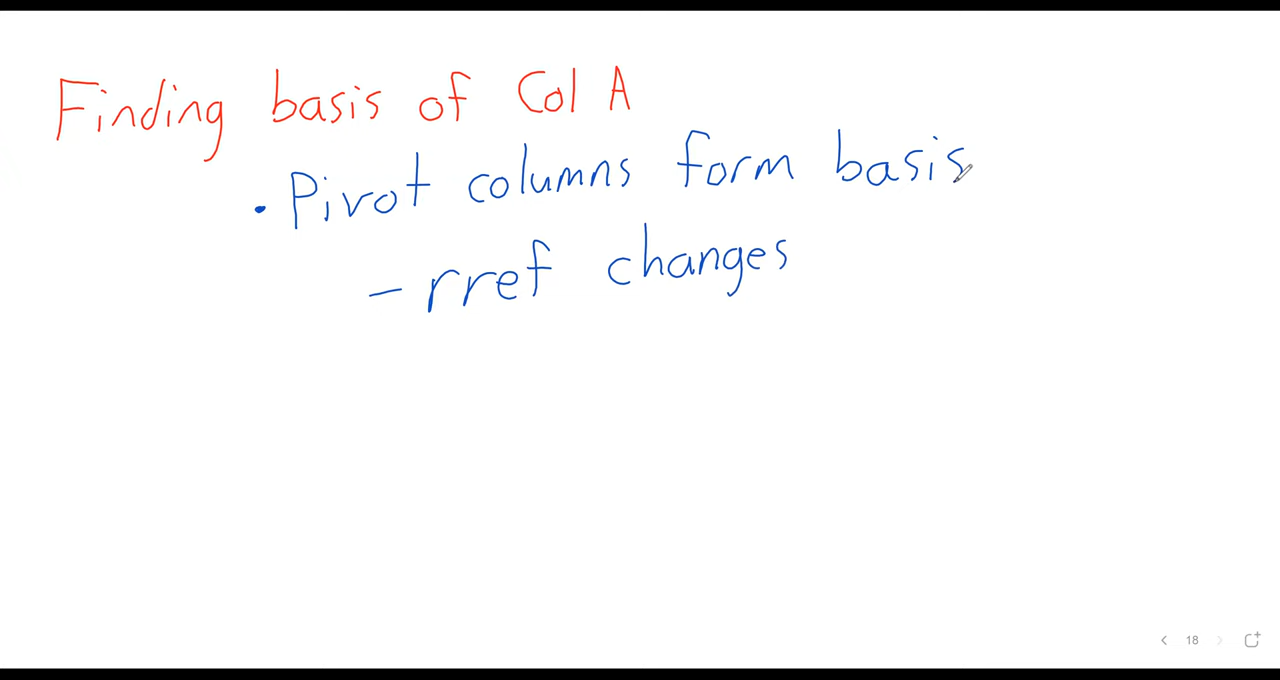 Finding basis of Col A
• Pivot columns form basis
- rref changes
18